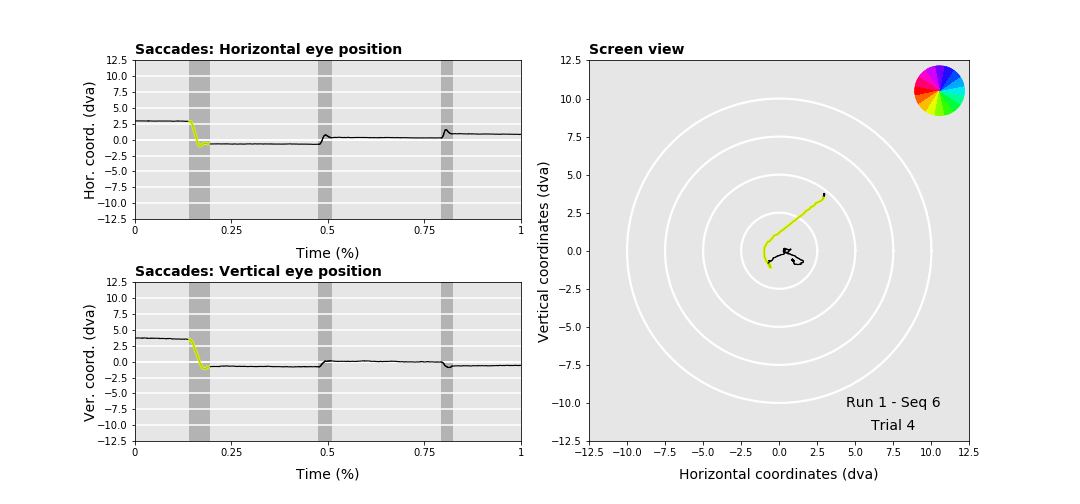 Saccades: Horizontal eye position
Hor. coord. (dva)
12.5
10.0
7.5
5.0
2.5
0.0
−2.5
−5.0
−7.5
−10.0
−12.5
0 0.25 0.5 0.75 1
Time (%)
Saccades: Vertical eye position
Ver. coord. (dva)
12.5
10.0
7.5
5.0
2.5
0.0
−2.5
−5.0
−7.5
−10.0
−12.5
0 0.25 0.5 0.75 1
Time (%)
Screen view
Vertical coordinates (dva)
12.5
10.0
7.5
5.0
2.5
0.0
−2.5
−5.0
−7.5
−10.0
−12.5
Run 1 - Seq 6
Trial 4
−12.5 −10.0 −7.5 −5.0 −2.5 0.0 2.5 5.0 7.5 10.0 12.5
Horizontal coordinates (dva)